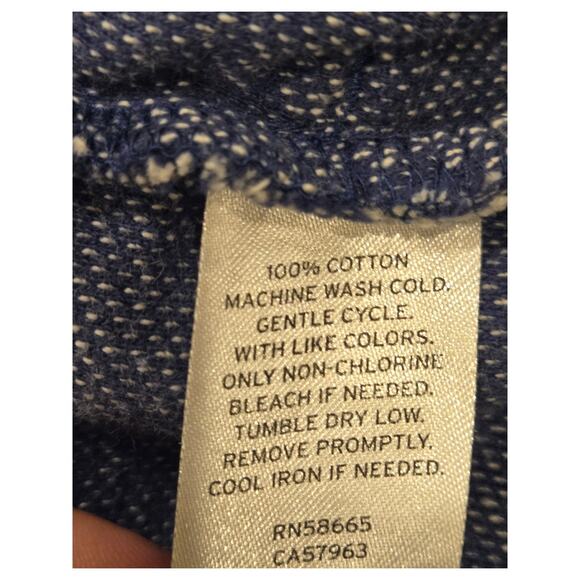 100% COTTON
MACHINE WASH COLD.
GENTLE CYCLE.
WITH LIKE COLORS.
ONLY NON-CHLORINE
BLEACH IF NEEDED.
TUMBLE DRY LOW.
REMOVE PROMPTLY.
COOL IRON IF NEEDED.
RN58665
CA57963